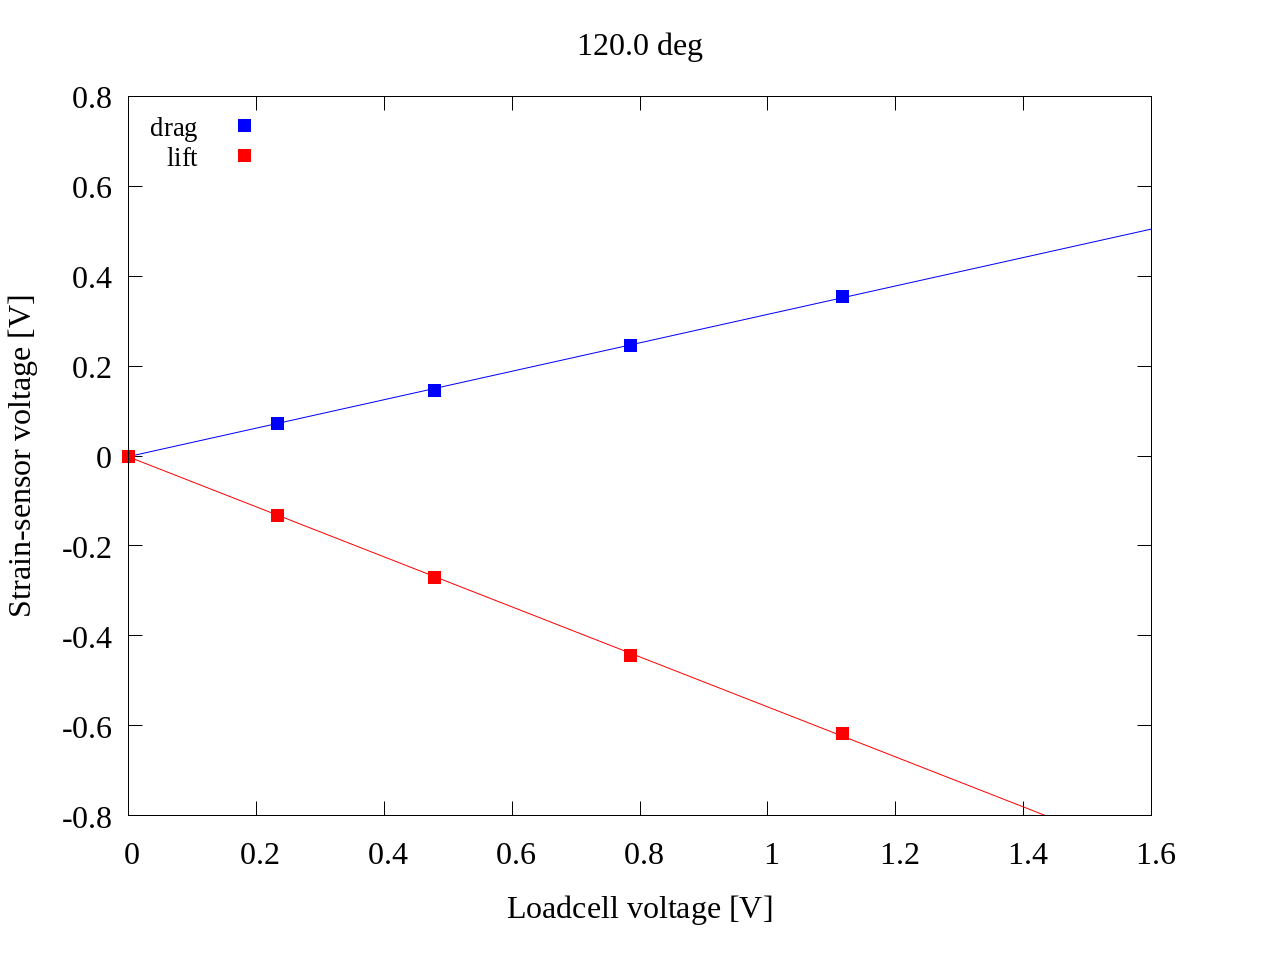 120.0 deg
drag
lift
0.8
0.6
0.4
0.2
0
-0.2
-0.4
-0.6
-0.8
Strain-sensor voltage [V]
0 0.2 0.4 0.6 0.8 1 1.2 1.4 1.6
Loadcell voltage [V]